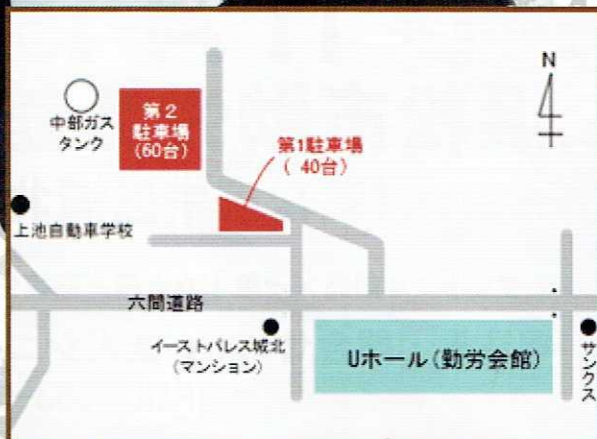 N
中部ガス
タンク
第2
駐車場
(60台)
第1駐車場
( 40台)
上池自動車学校
六間道路
イーストパレス城北
(マンション)
Uホール(勤労会館)
サンクス